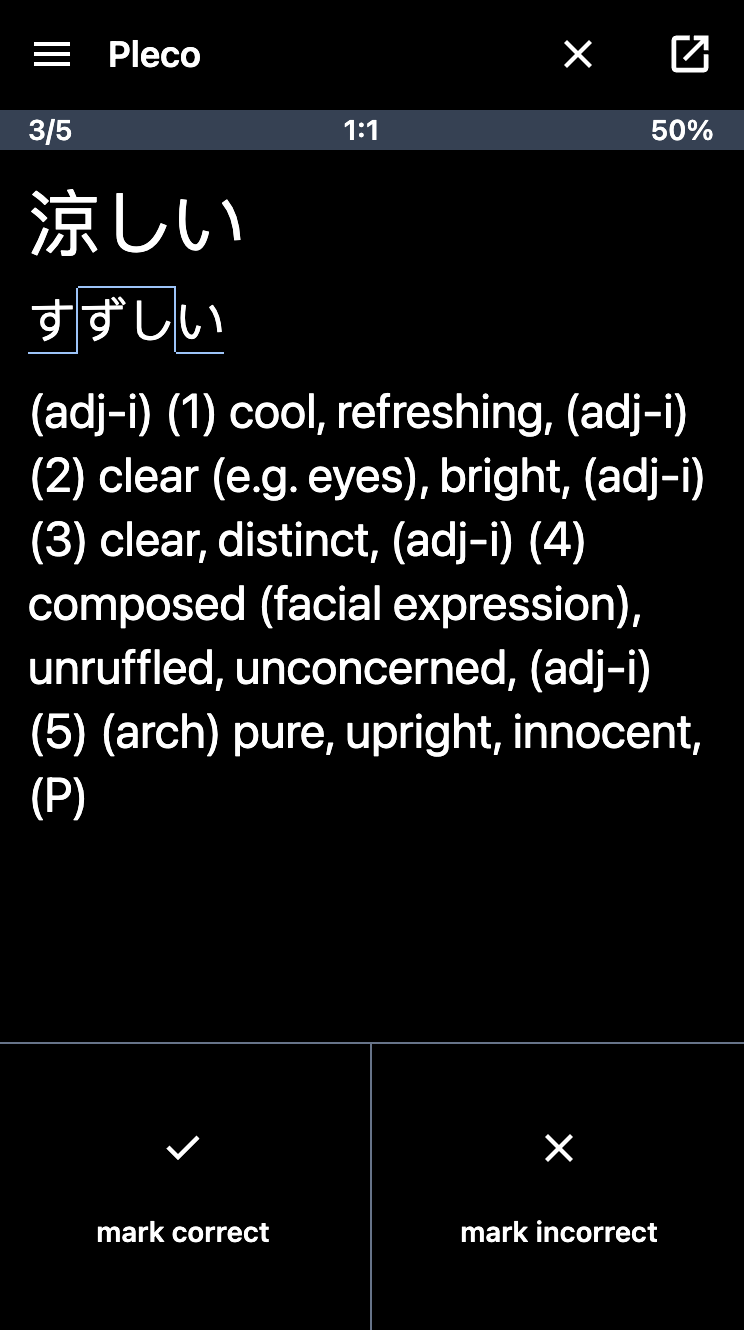 Pleco
3/5 1:1 50%
涼しい
すずしい
(adj-i) (1) cool, refreshing, (adj-i)
(2) clear (e.g. eyes), bright, (adj-i)
(3) clear, distinct, (adj-i) (4)
composed (facial expression),
unruffled, unconcerned, (adj-i)
(5) (arch) pure, upright, innocent,
(P)
mark correct
mark incorrect